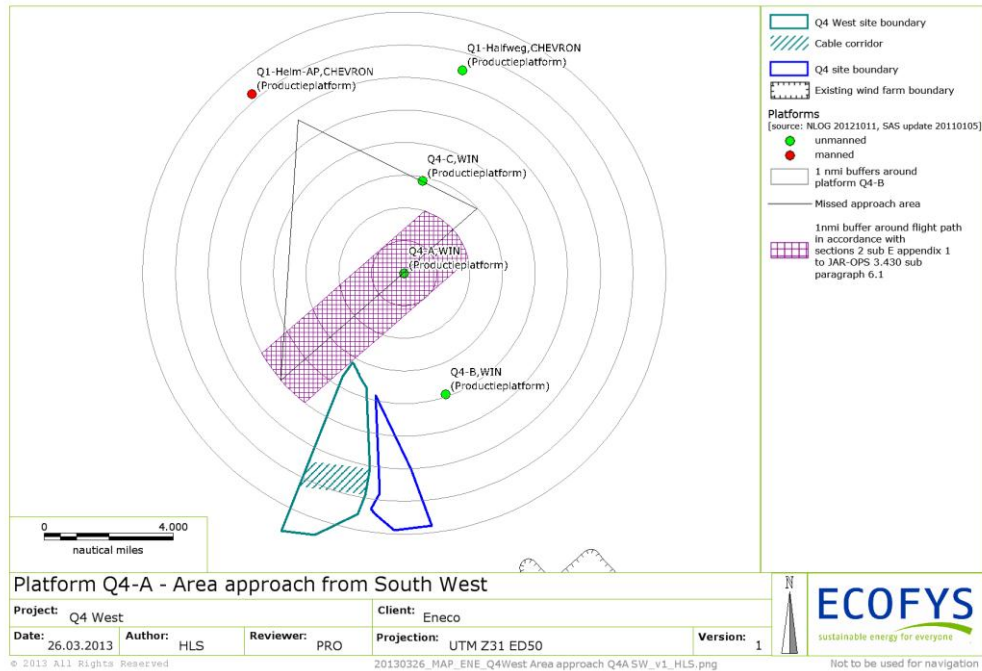 Q1-Halfweg,CHEVRON
(Productieplatform)
Q1-Helm-AP,CHEVRON
(Productieplatform)
Q4-C,WIN
(Productieplatform)
Q4-A,WIN
(Productieplatform)
Q4-B,WIN
(Productieplatform)
0 4.000
nautical miles
Q4 West site boundary
Cable corridor
Q4 site boundary
Existing wind farm boundary
Platforms
[source: NLOG 20121011, SAS update 20110105]
unmanned
manned
1 nmi buffers around
platform Q4-B
Missed approach area
1nmi buffer around flight path
in accordance with
sections 2 sub E appendix 1
to JAR-OPS 3.430 sub
paragraph 6.1
Platform Q4-A - Area approach from South West
Project: Q4 West
Client: Eneco
Date: 26.03.2013
Author: HLS
Reviewer: PRO
Projection: UTM Z31 ED50
Version: 1
N
ECOFYS
sustainable energy for everyone
© 2013 All Rights Reserved
20130326_MAP_ENE_Q4West Area approach Q4A SW_v1_HLS.png
Not to be used for navigation